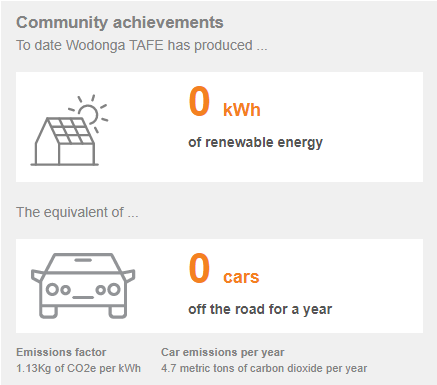 Community achievements
To date Wodonga TAFE has produced ...
0 kWh
of renewable energy
The equivalent of ...
0 cars
off the road for a year
Emissions factor
1.13Kg of CO2e per kWh
Car emissions per year
4.7 metric tons of carbon dioxide per year